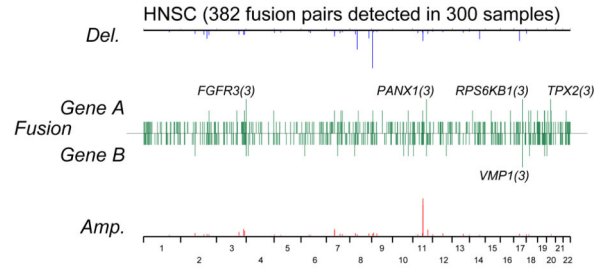 HNSC (382 fusion pairs detected in 300 samples)
Del.
FGFR3(3) PANX1(3) RPS6KB1(3) TPX2(3)
Gene A
Fusion
Gene B
VMP1(3)
Amp.
1 3 5 7 9 11 13 15 17 19 21
2 4 6 8 10 12 14 16 18 20 22